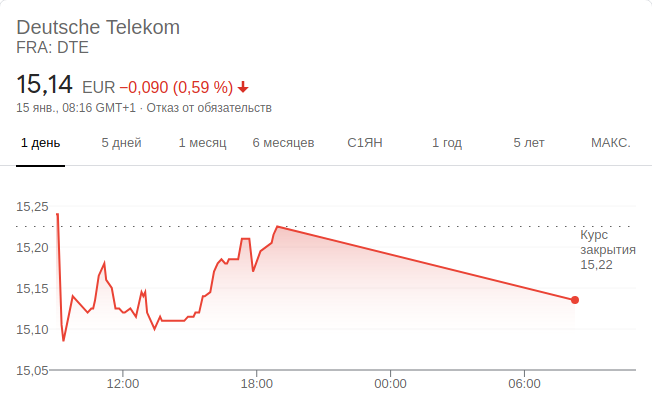 Deutsche Telekom
FRA: DTE
15,14 EUR −0,090 (0,59 %)
15 янв., 08:16 GMT+1 · Отказ от обязательств
1 день 5 дней 1 месяц 6 месяцев С1ЯН 1 год 5 лет МАКС.
15,25
Курс
закрытия
15,22
15,20
15,15
15,10
15,05
12:00 18:00 00:00 06:00